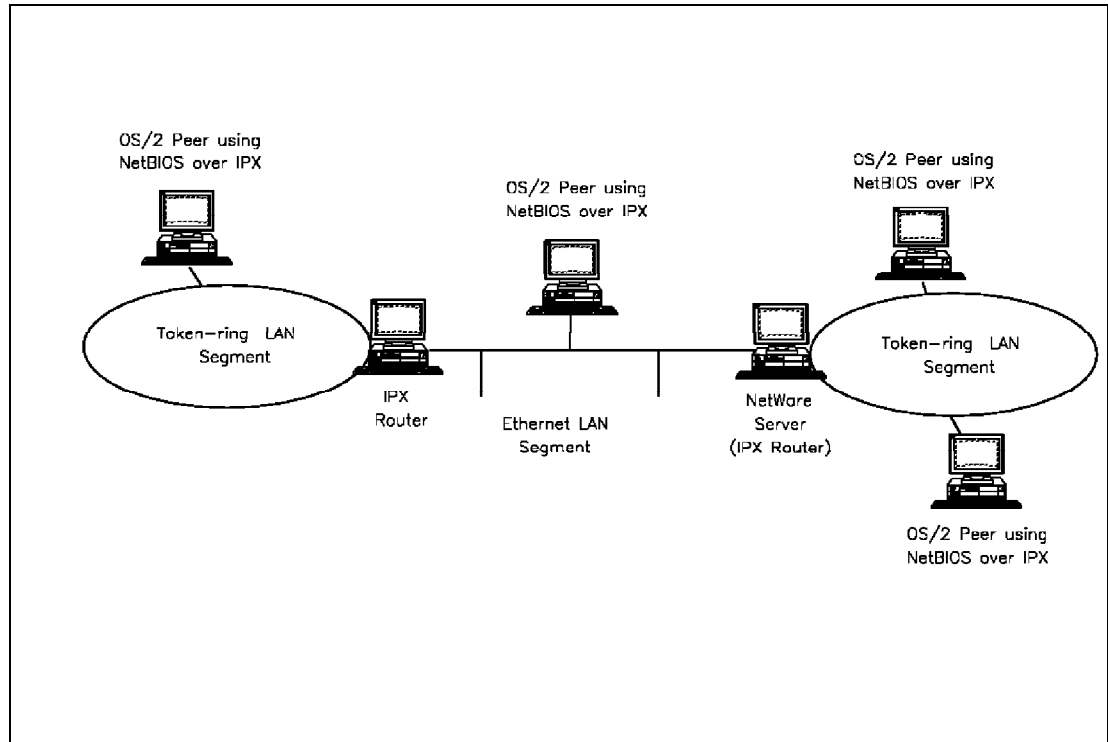 OS/2 Peer using
NetBIOS over IPX
OS/2 Peer using
NetBIOS over IPX
OS/2 Peer using
NetBIOS over IPX
Token-ring LAN
Segment
IPX
Router
Ethernet LAN
Segment
NetWare
Server
(IPX Router)
Token-ring LAN
Segment
OS/2 Peer using
NetBIOS over IPX